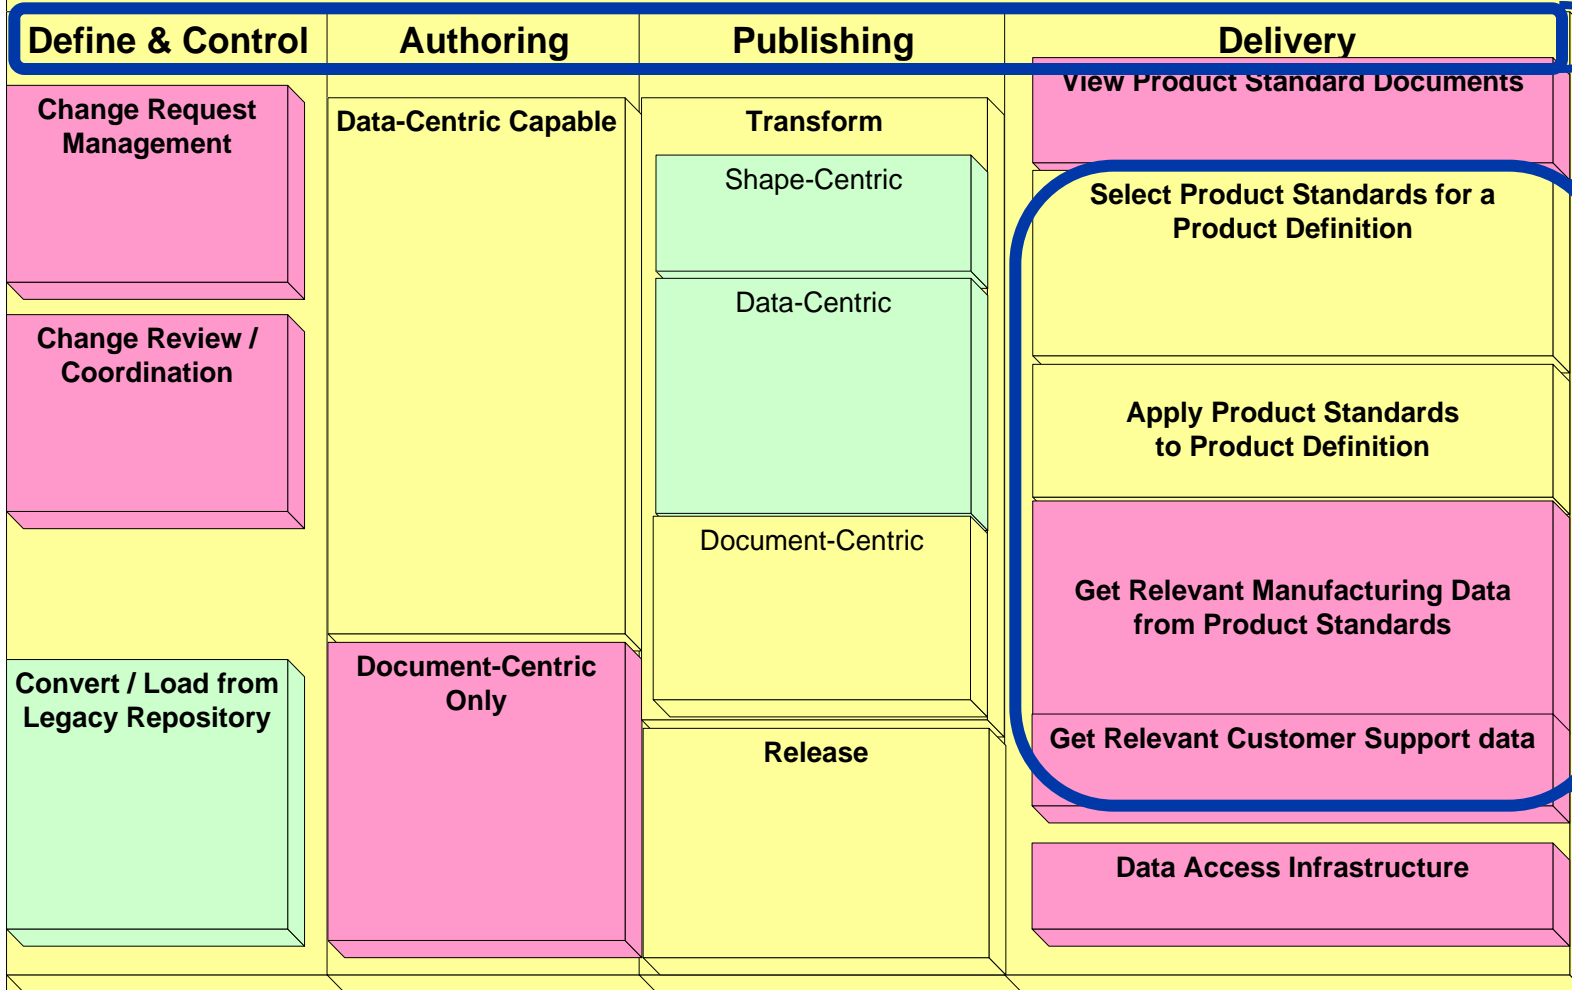 Define & Control
Authoring
Publishing
Delivery
Change Request
Management
Change Review /
Coordination
Convert / Load from
Legacy Repository
Data-Centric Capable
Document-Centric
Only
Transform
Shape-Centric
Data-Centric
Document-Centric
Release
View Product Standard Documents
Select Product Standards for a
Product Definition
Apply Product Standards
to Product Definition
Get Relevant Manufacturing Data
from Product Standards
Get Relevant Customer Support data
Data Access Infrastructure